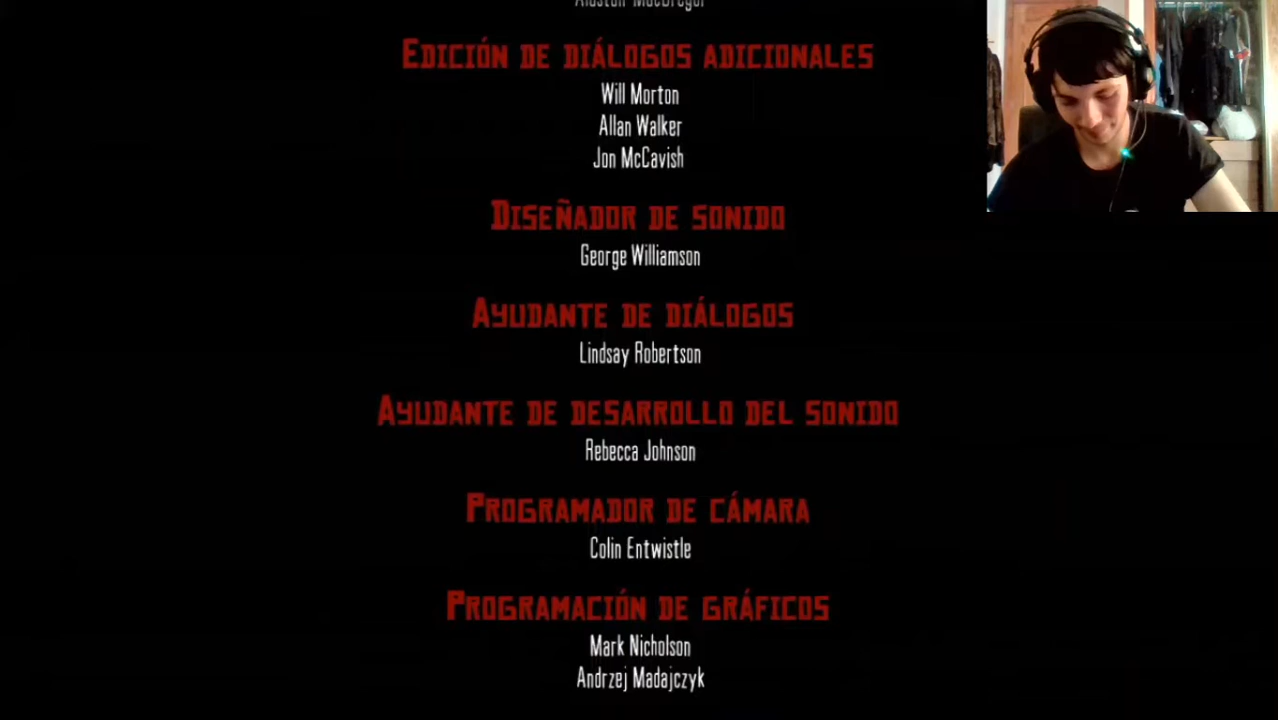 Edición de diálogos adicionales
Will Morton
Allan Walker
Jon McCavish
Diseñador de sonido
George Williamson
Ayudante de diálogos
Lindsay Robertson
Ayudante de desarrollo del sonido
Rebecca Johnson
Programador de cámara
Colin Entwistle
Programación de gráficos
Mark Nicholson
Andrzej Madajczyk